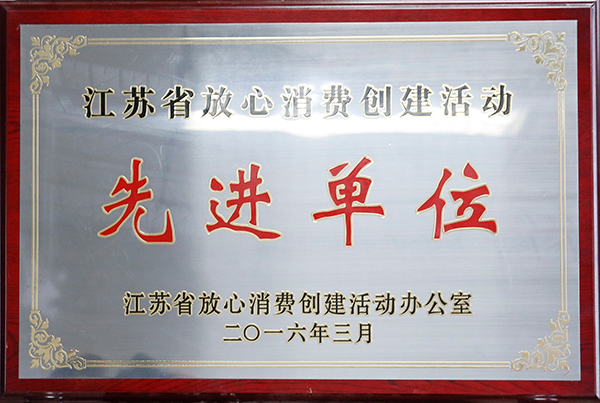 江苏省放心消费创建活动
先进单位
江苏省放心消费创建活动办公室
二〇一六年三月